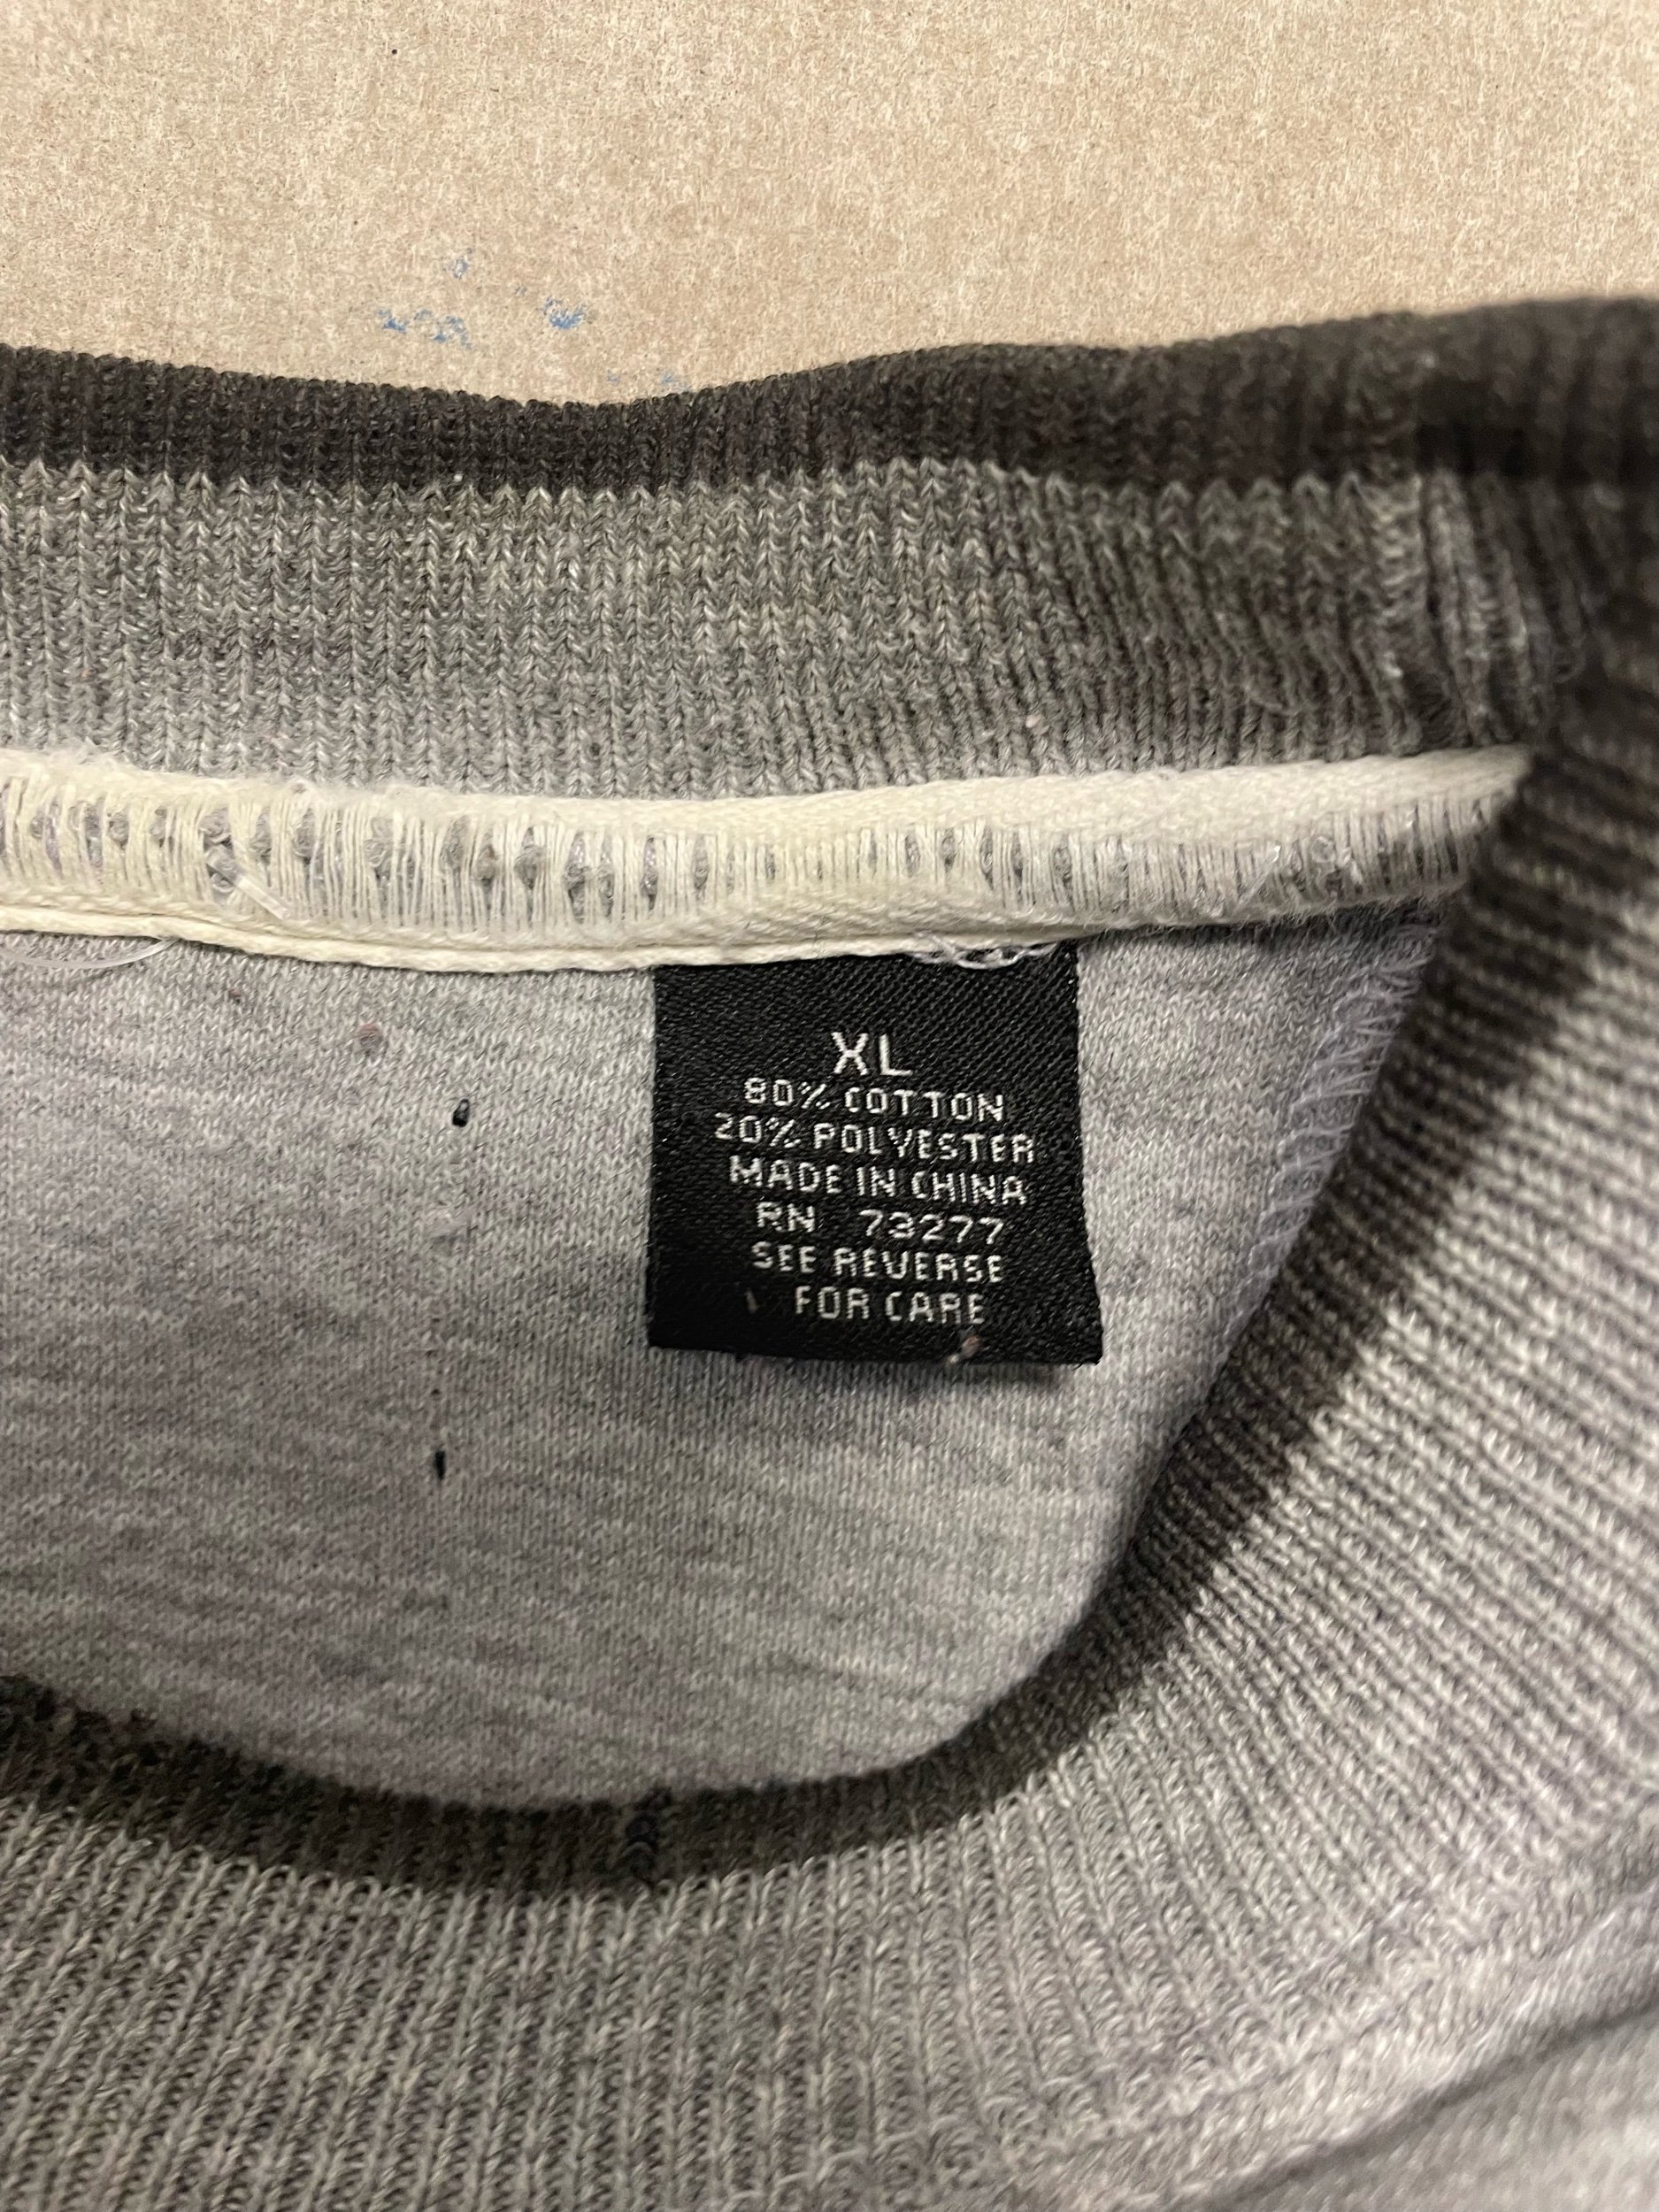 XL
80% COTTON
20% POLYESTER
MADE IN CHINA
RN 73277
SEE REVERSE
FOR CARE